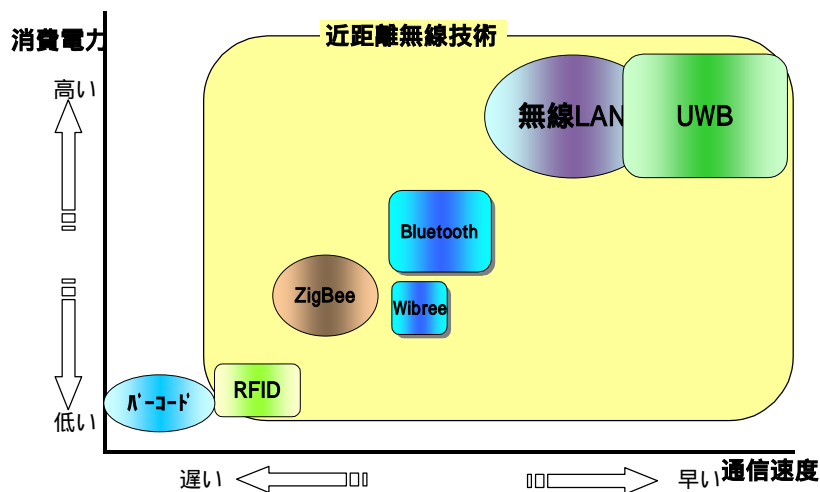 消費電力
近距離無線技術
高い
無線LAN
UWB
Bluetooth
ZigBee
Wibree
RFID
ﾊﾞｰｺｰﾄﾞ
低い
遅い
早い
通信速度